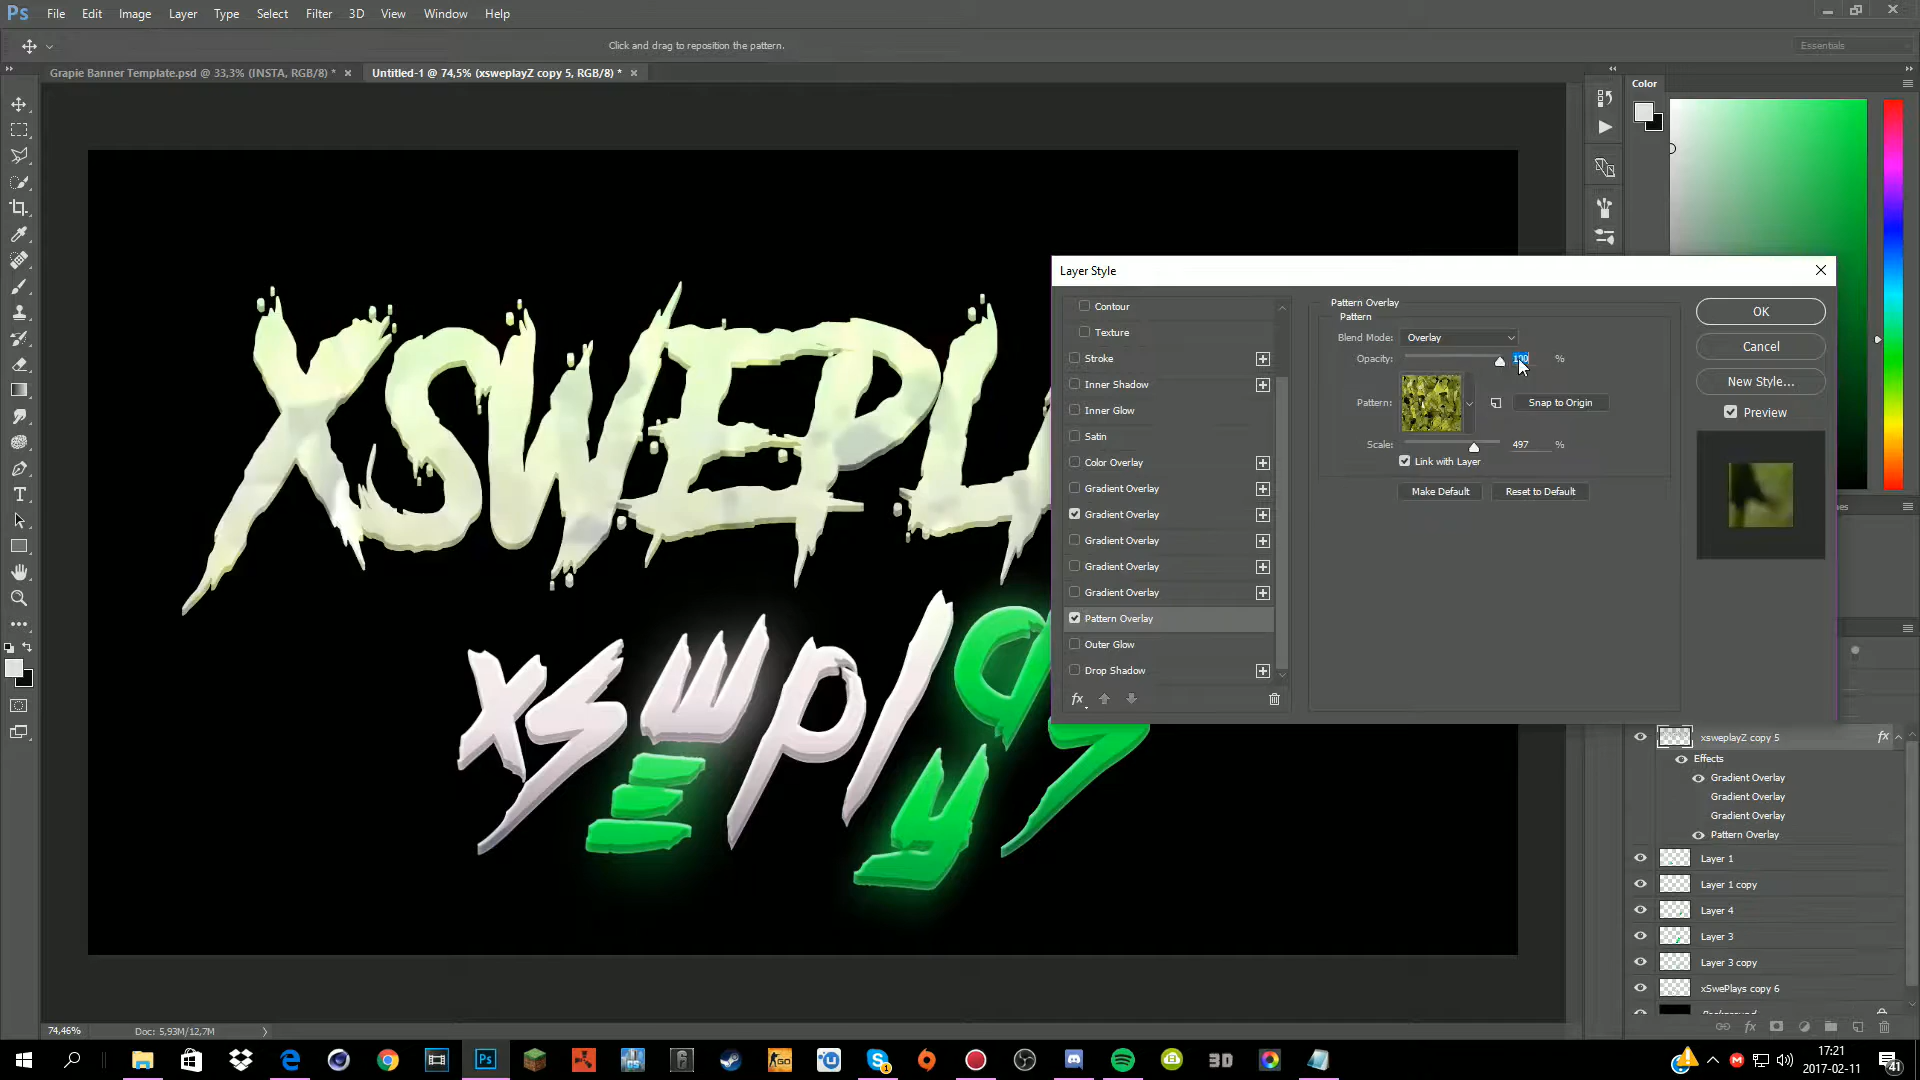 Ps File Edit Image Layer Type Select Filter 3D View Window Help
Click and drag to reposition the pattern.
Essentials
Grapie Banner Template.psd @ 33,3% (INSTA, RGB/8) * ×
Untitled-1 @ 74,5% (xsweplayZ copy 5, RGB/8) * ×
Color
XSWEPL
xsweplays
Layer Style
Contour
Texture
Stroke
Inner Shadow
Inner Glow
Satin
Color Overlay
Gradient Overlay
Gradient Overlay
Gradient Overlay
Gradient Overlay
Gradient Overlay
Pattern Overlay
Outer Glow
Drop Shadow
fx
Pattern Overlay
Pattern
Blend Mode: Overlay
Opacity: 100 %
Pattern: Snap to Origin
Scale: 497 %
Link with Layer
Make Default Reset to Default
OK
Cancel
New Style...
Preview
xsweplayZ copy 5 fx
Effects
Gradient Overlay
Gradient Overlay
Gradient Overlay
Pattern Overlay
Layer 1
Layer 1 copy
Layer 4
Layer 3
Layer 3 copy
xSwePlays copy 6
Background
74,46% Doc: 5,93M/12,7M
Ps GO 3D 1
17:21
2017-02-11
41